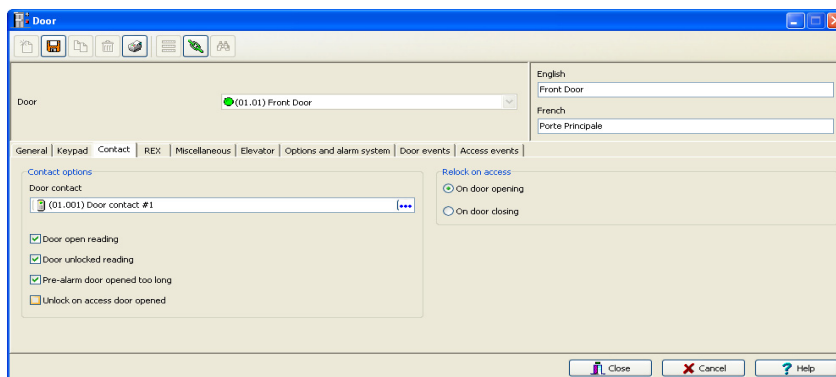 Door
English
Door
(01.01) Front Door
Front Door
French
Porte Principale
General Keypad Contact REX Miscellaneous Elevator Options and alarm system Door events Access events
Contact options
Door contact
(01.001) Door contact #1
Door open reading
Door unlocked reading
Pre-alarm door opened too long
Unlock on access door opened
Relock on access
On door opening
On door closing
Close Cancel Help